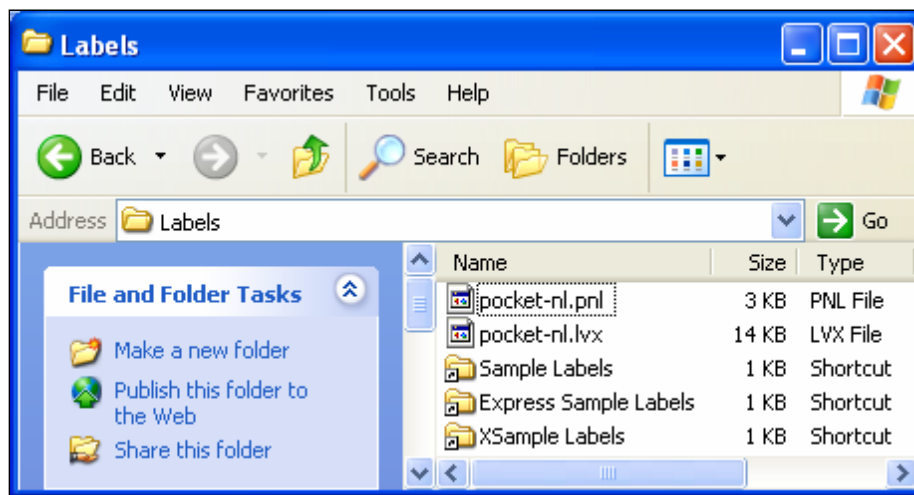 Labels
File Edit View Favorites Tools Help
Back Search Folders
Address Labels Go
File and Folder Tasks
Make a new folder
Publish this folder to
the Web
Share this folder
Name Size Type
pocket-nl.pnl 3 KB PNL File
pocket-nl.lvx 14 KB LVX File
Sample Labels 1 KB Shortcut
Express Sample Labels 1 KB Shortcut
XSample Labels 1 KB Shortcut